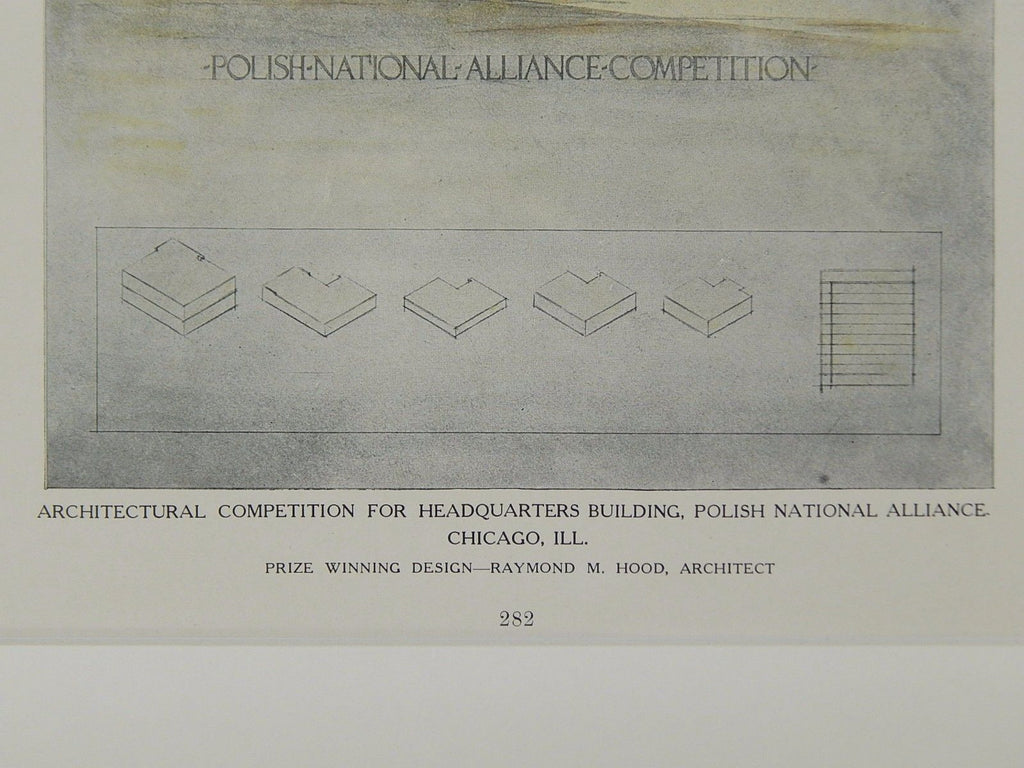 -POLISH-NATIONAL-ALLIANCE-COMPETITION-
ARCHITECTURAL COMPETITION FOR HEADQUARTERS BUILDING, POLISH NATIONAL ALLIANCE.
CHICAGO, ILL.
PRIZE WINNING DESIGN—RAYMOND M. HOOD, ARCHITECT
282